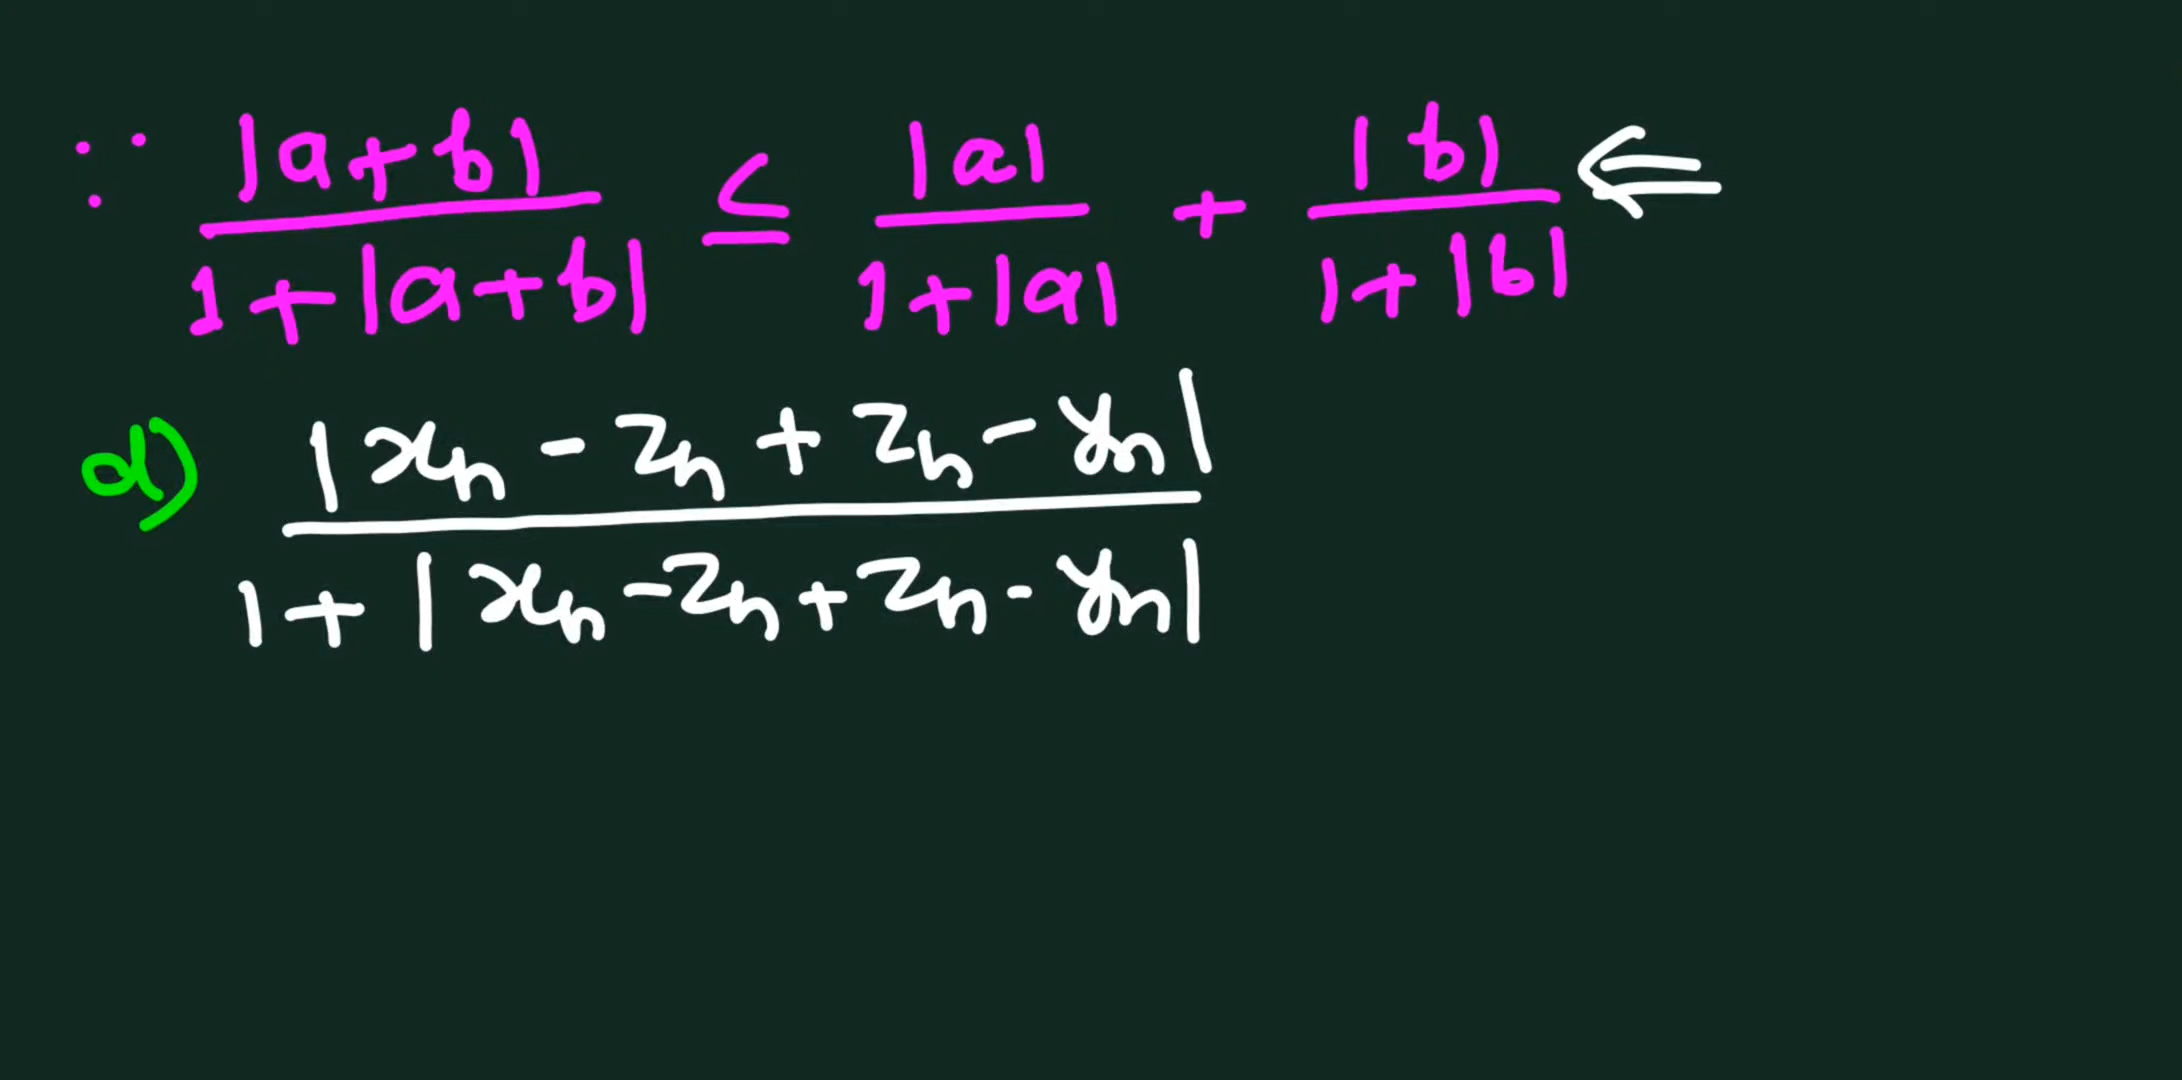 ∵ |a+b| / 1+|a+b| ≤ |a| / 1+|a| + |b| / 1+|b| ⇐
d) |xn - zn + zn - yn| / 1+|xn - zn + zn - yn|